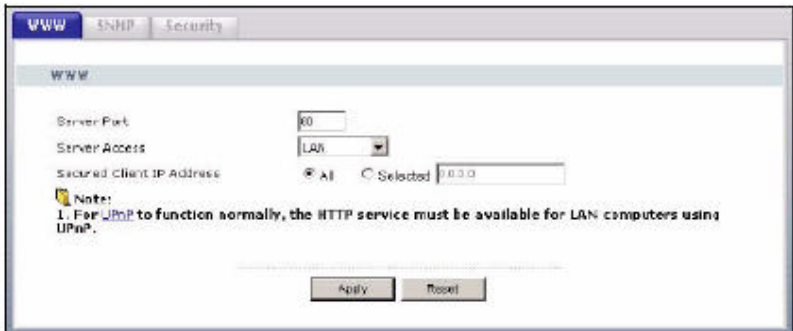 WWW SNMP Security
WWW
Server Port 80
Server Access LAN
Secured Client IP Address All Selected 0.0.0.0
Note:
1. For UPnP to function normally, the HTTP service must be available for LAN computers using
UPnP.
Apply Reset